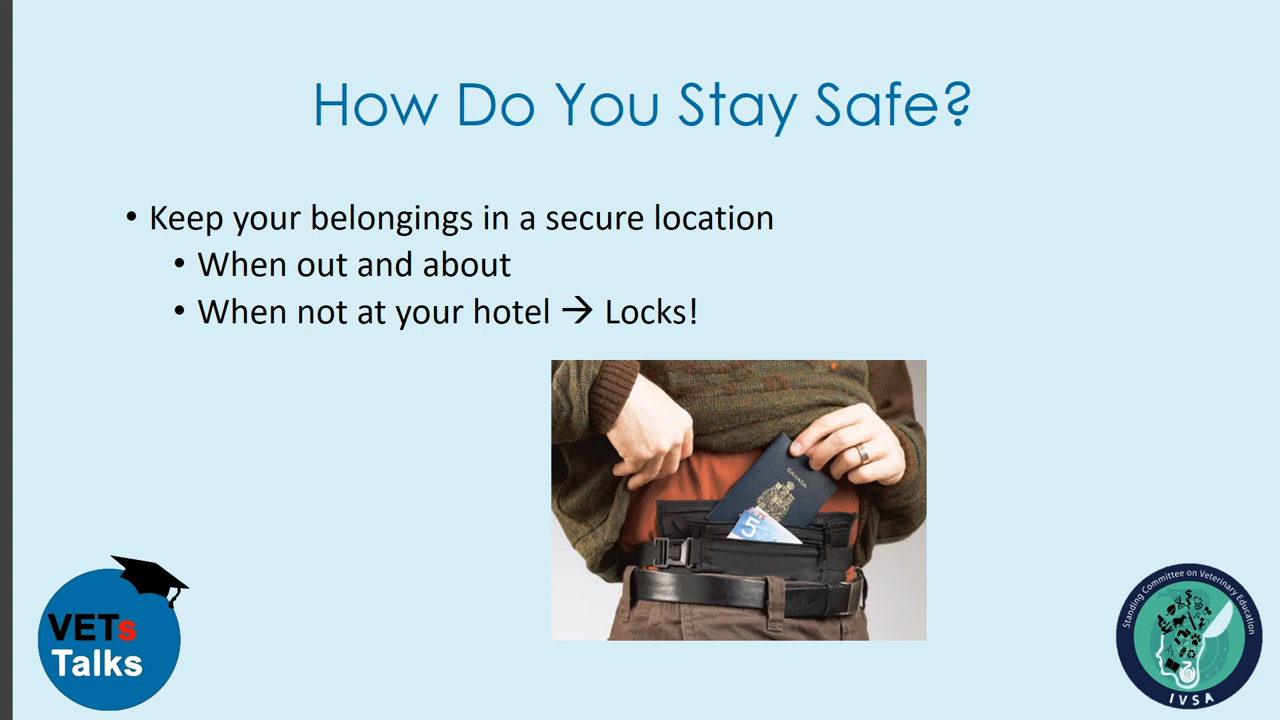 How Do You Stay Safe?
• Keep your belongings in a secure location
• When out and about
• When not at your hotel → Locks!
CANADA
5
VETs
Talks
Standing Committee on Veterinary Education
IVSA